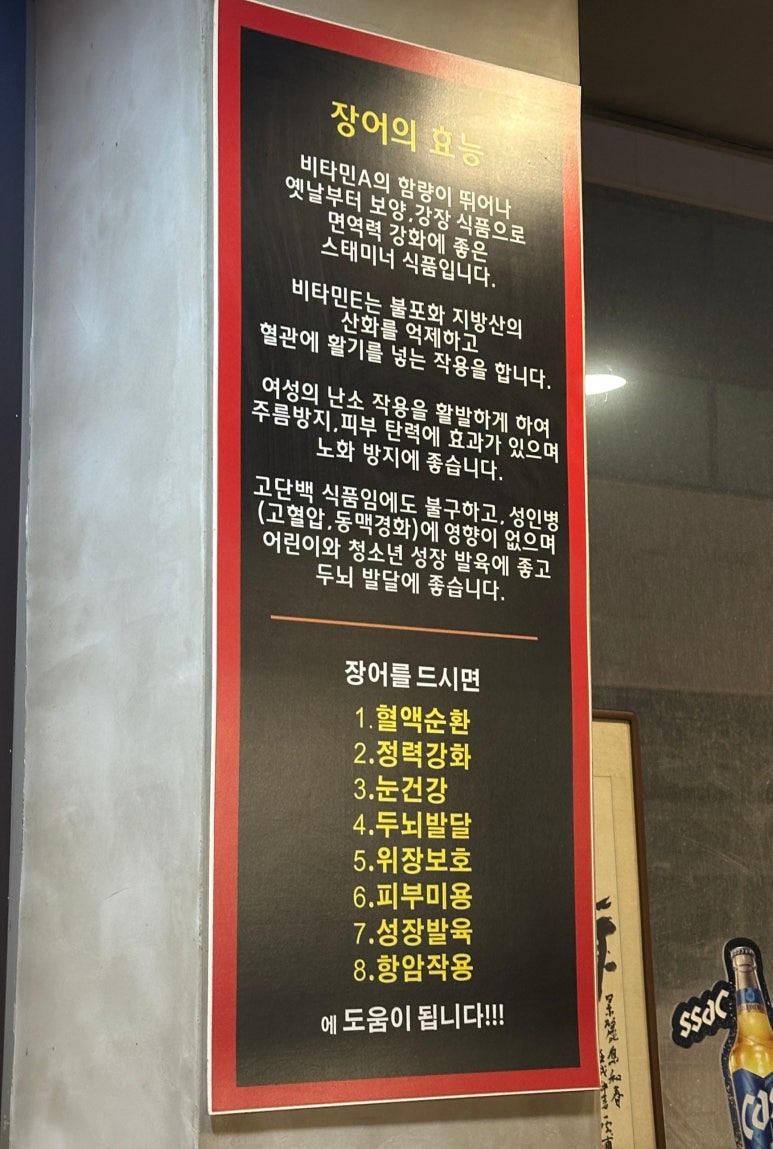 장어의 효능
비타민A의 함량이 뛰어나
옛날부터 보양,강장 식품으로
면역력 강화에 좋은
스태미너 식품입니다.
비타민E는 불포화 지방산의
산화를 억제하고
혈관에 활기를 넣는 작용을 합니다.
여성의 난소 작용을 활발하게 하여
주름방지,피부 탄력에 효과가 있으며
노화 방지에 좋습니다.
고단백 식품임에도 불구하고, 성인병
(고혈압,동맥경화)에 영향이 없으며
어린이와 청소년 성장 발육에 좋고
두뇌 발달에 좋습니다.
장어를 드시면
1.혈액순환
2.정력강화
3.눈건강
4.두뇌발달
5.위장보호
6.피부미용
7.성장발육
8.항암작용
에 도움이 됩니다!!!